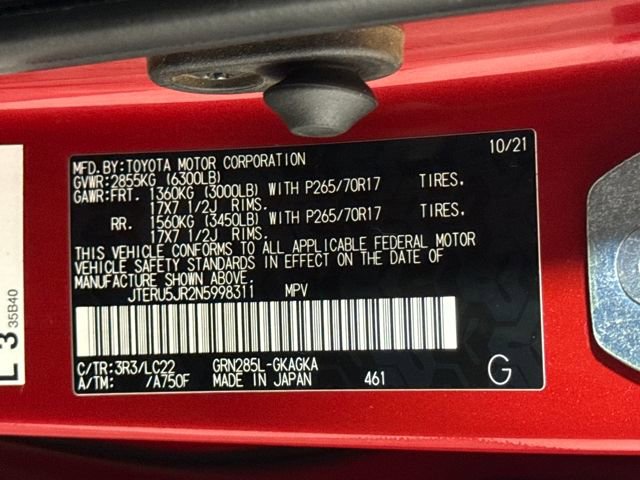 MFD.BY:TOYOTA MOTOR CORPORATION 10/21
GVWR:2855KG (6300LB)
GAWR:FRT. 1360KG (3000LB) WITH P265/70R17 TIRES.
17X7 1/2J RIMS.
RR. 1560KG (3450LB) WITH P265/70R17 TIRES.
17X7 1/2J RIMS.
THIS VEHICLE CONFORMS TO ALL APPLICABLE FEDERAL MOTOR
VEHICLE SAFETY STANDARDS IN EFFECT ON THE DATE OF
MANUFACTURE SHOWN ABOVE.
JTERU5JR2N5998311 MPV
C/TR:3R3/LC22 GRN285L-GKAGKA
A/TM: /A750F MADE IN JAPAN 461 G
L 3 35B40